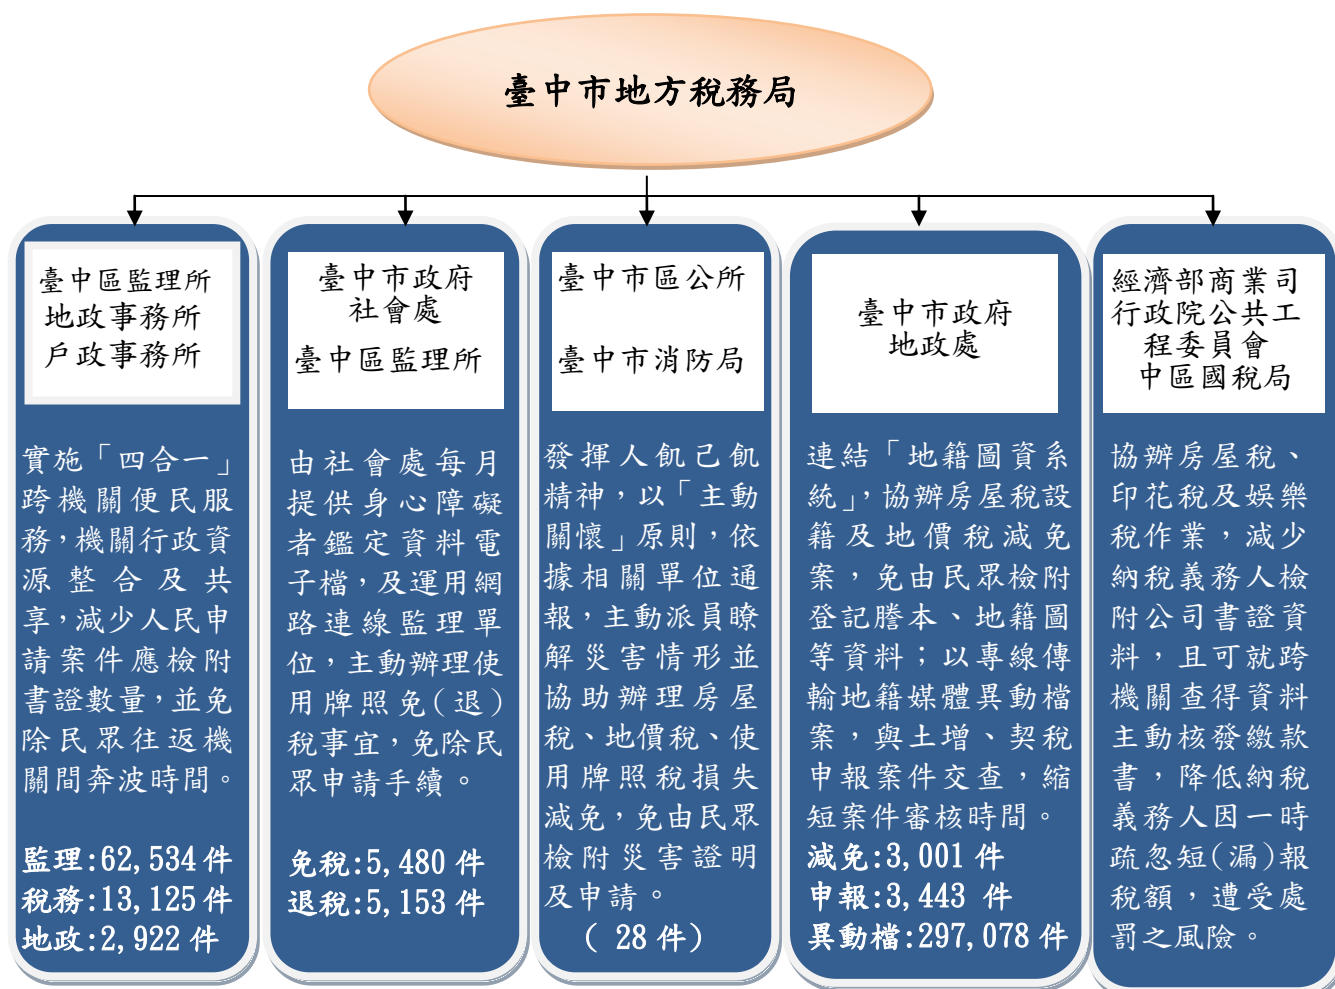 臺中市地方稅務局
臺中區監理所
地政事務所
戶政事務所
實施「四合一」
跨機關便民服
務，機關行政資
源整合及共
享，減少人民申
請案件應檢附
書證數量，並免
除民眾往返機
關間奔波時間。
監理:62,534件
稅務:13,125件
地政:2,922件
臺中市政府
社會處
臺中區監理所
由社會處每月
提供身心障礙
者鑑定資料電
子檔，及運用網
路連線監理單
位，主動辦理使
用牌照免(退)
稅事宜，免除民
眾申請手續。
免稅:5,480件
退稅:5,153件
臺中市區公所
臺中市消防局
發揮人飢己飢
精神，以「主動
關懷」原則，依
據相關單位通
報，主動派員瞭
解災害情形並
協助辦理房屋
稅、地價稅、使
用牌照稅損失
減免，免由民眾
檢附災害證明
及申請。
( 28件)
臺中市政府
地政處
連結「地籍圖資系
統」，協辦房屋稅設
籍及地價稅減免
案，免由民眾檢附
登記謄本、地籍圖
等資料；以專線傳
輸地籍媒體異動檔
案，與土增、契稅
申報案件交查，縮
短案件審核時間。
減免:3,001件
申報:3,443 件
異動檔:297,078件
經濟部商業司
行政院公共工
程委員會
中區國稅局
協辦房屋稅、
印花稅及娛樂
稅作業，減少
納稅義務人檢
附公司書證資
料，且可就跨
機關查得資料
主動核發繳款
書，降低納稅
義務人因一時
疏忽短(漏)報
稅額，遭受處
罰之風險。